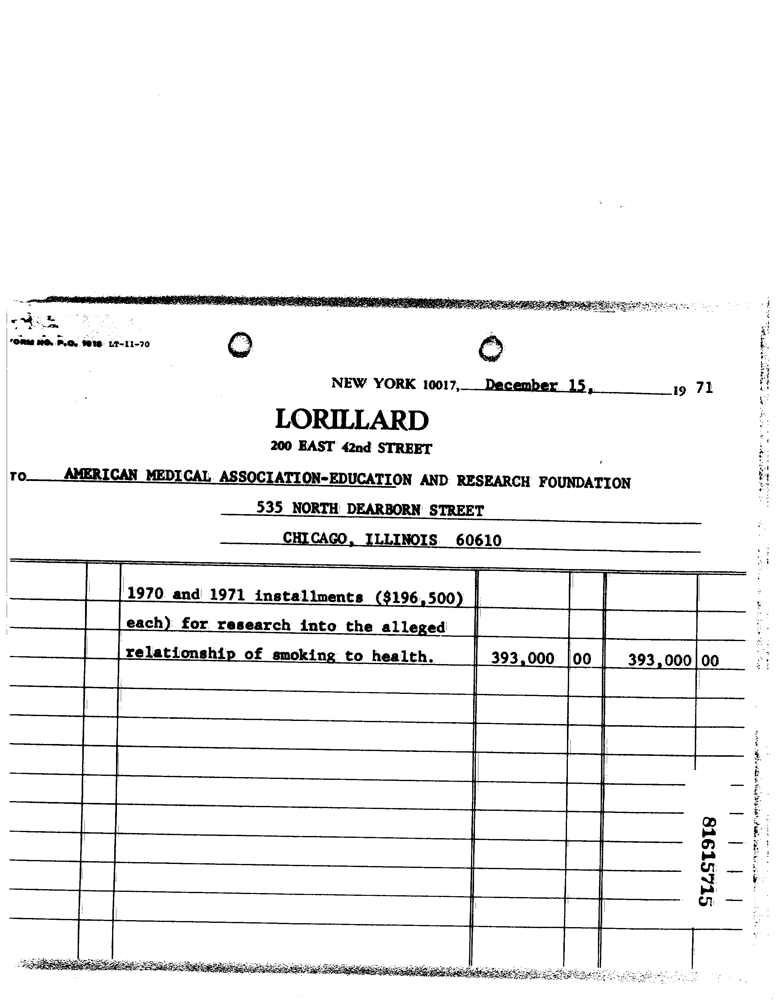 FORM NO. P.O. 1018 LT-11-70
NEW YORK 10017, December 15, 19 71
LORILLARD
200 EAST 42nd STREET
TO AMERICAN MEDICAL ASSOCIATION-EDUCATION AND RESEARCH FOUNDATION
535 NORTH DEARBORN STREET
CHICAGO, ILLINOIS 60610
1970 and 1971 installments ($196,500)
each) for research into the alleged
relationship of smoking to health. 393,000 00 393,000 00
81615715